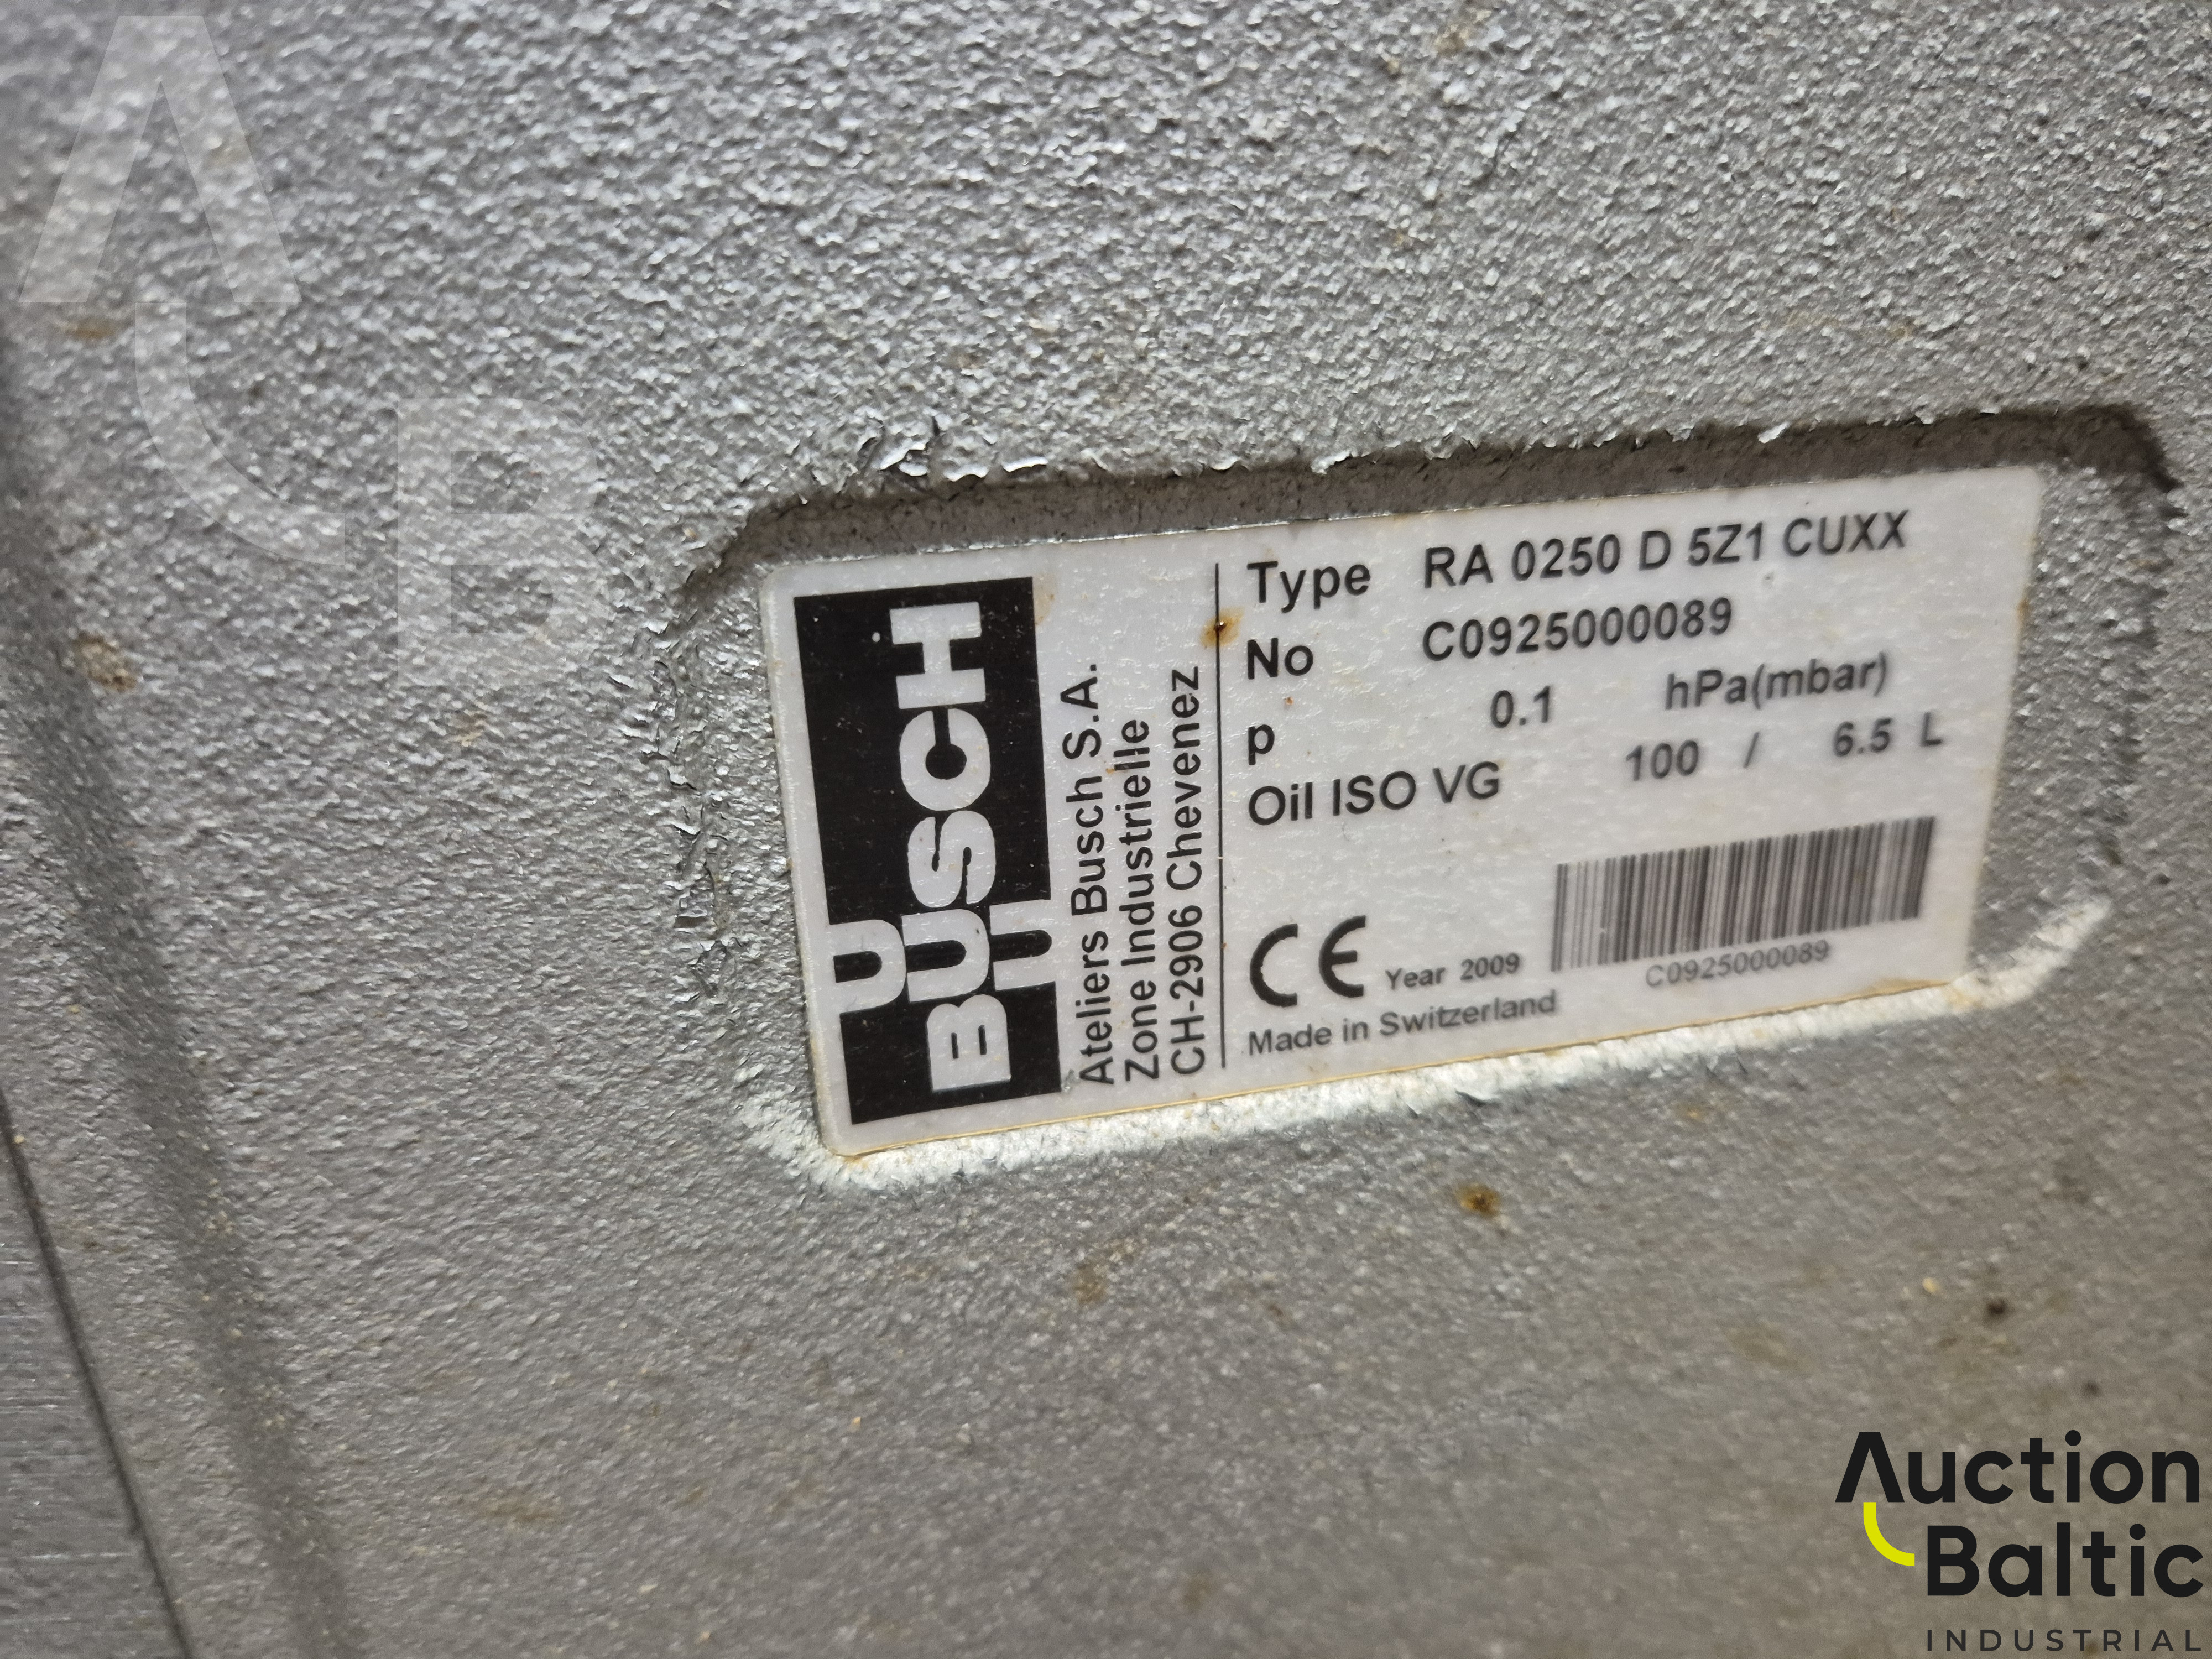 BUSCH
Ateliers Busch S.A.
Zone Industrielle
CH-2906 Chevenez
Type RA 0250 D 5Z1 CUXX
No C0925000089
p 0.1 hPa(mbar)
Oil ISO VG 100 / 6.5 L
CE Year 2009
Made in Switzerland
C0925000089
A B
Auction
Baltic
INDUSTRIAL